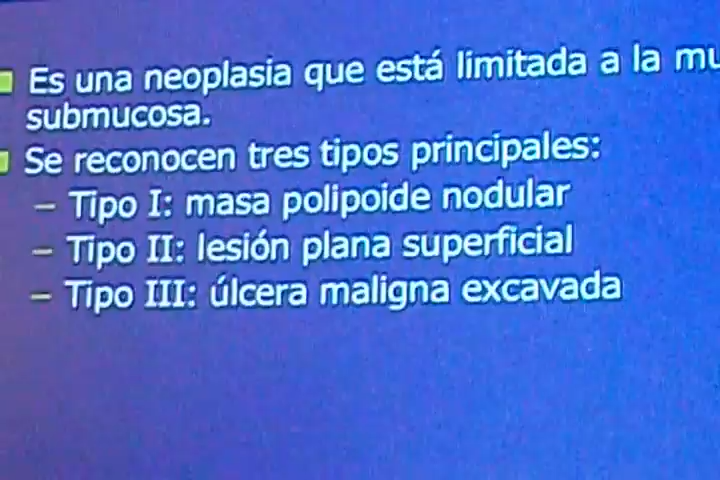 Es una neoplasia que está limitada a la
submucosa.
Se reconocen tres tipos principales:
– Tipo I: masa polipoide nodular
– Tipo II: lesión plana superficial
– Tipo III: úlcera maligna excavada